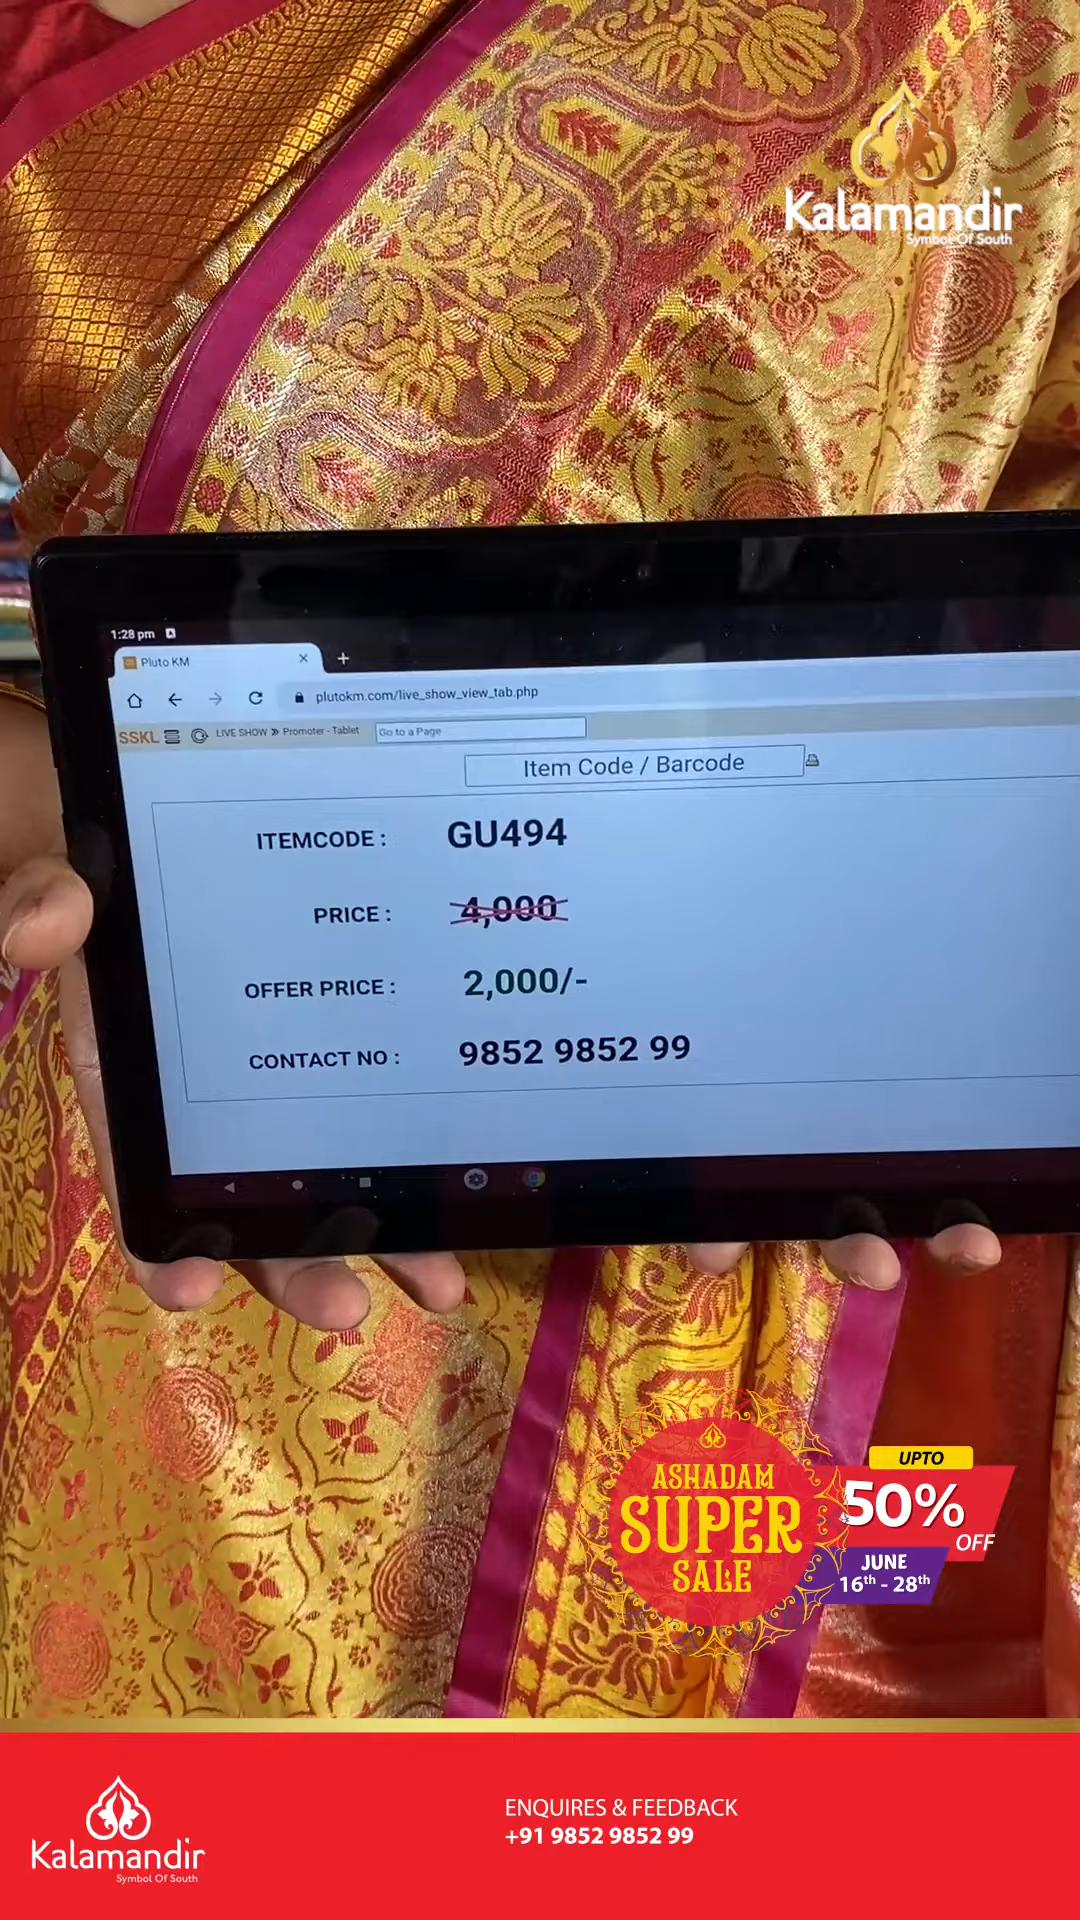 Kalamandir
Symbol Of South
1:28 pm
Pluto KM
plutokm.com/live_show_view_tab.php
SSKL LIVE SHOW » Promoter - Tablet Go to a Page
Item Code / Barcode
ITEMCODE : GU494
PRICE : 4,000
OFFER PRICE : 2,000/-
CONTACT NO : 9852 9852 99
ASHADAM
SUPER
SALE
UPTO
50%
OFF
JUNE
16th - 28th
Kalamandir
Symbol Of South
ENQUIRES & FEEDBACK
+91 9852 9852 99